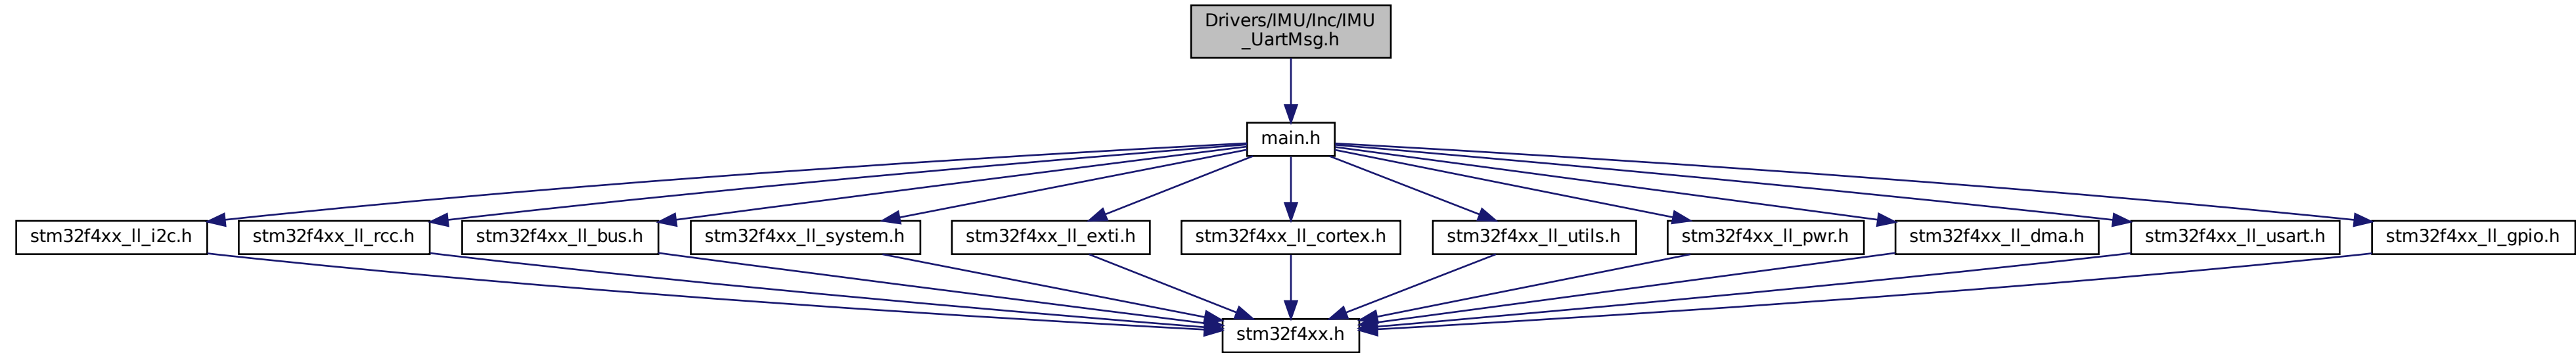 Drivers/IMU/Inc/IMU
_UartMsg.h
main.h
stm32f4xx_ll_i2c.h
stm32f4xx_ll_rcc.h
stm32f4xx_ll_bus.h
stm32f4xx_ll_system.h
stm32f4xx_ll_exti.h
stm32f4xx_ll_cortex.h
stm32f4xx_ll_utils.h
stm32f4xx_ll_pwr.h
stm32f4xx_ll_dma.h
stm32f4xx_ll_usart.h
stm32f4xx_ll_gpio.h
stm32f4xx.h